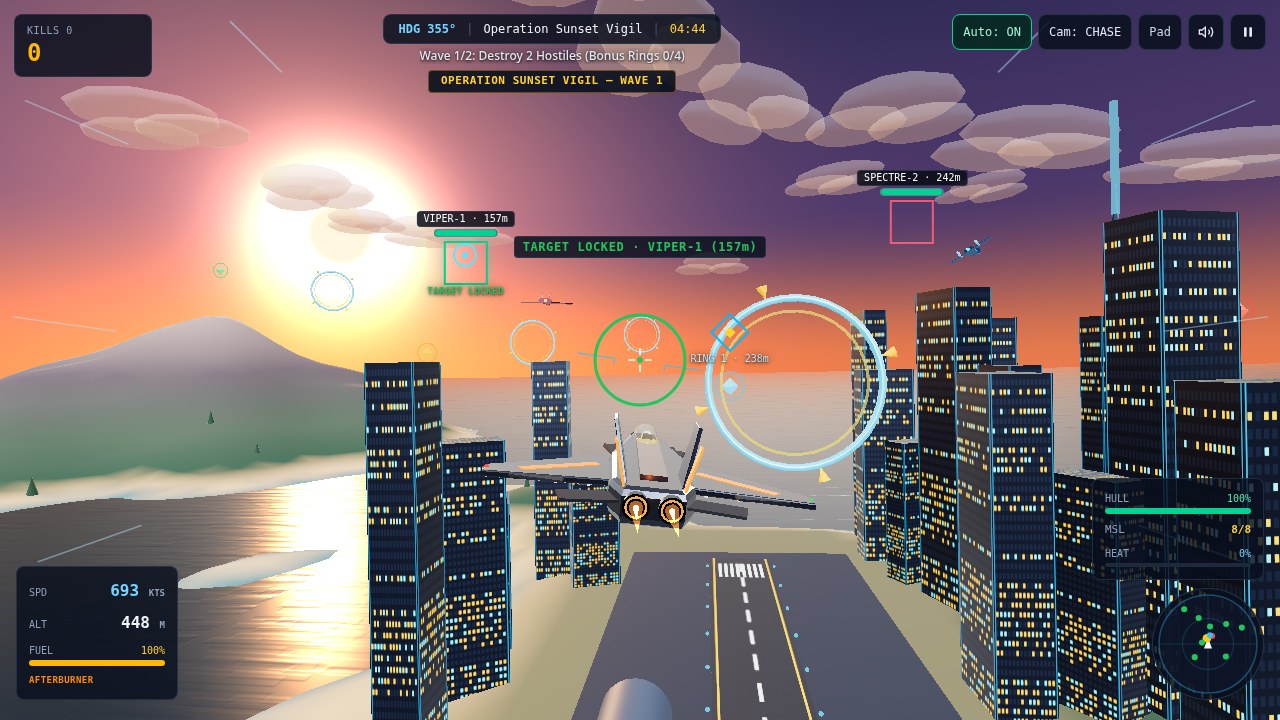 KILLS 0
0
HDG 355° | Operation Sunset Vigil | 04:44
Wave 1/2: Destroy 2 Hostiles (Bonus Rings 0/4)
OPERATION SUNSET VIGIL — WAVE 1
Auto: ON
Cam: CHASE
Pad
SPECTRE-2 · 242m
VIPER-1 · 157m
TARGET LOCKED · VIPER-1 (157m)
TARGET LOCKED
RING 1 · 238m
HULL 100%
MSL 8/8
HEAT 0%
SPD 693 KTS
ALT 448 M
FUEL 100%
AFTERBURNER